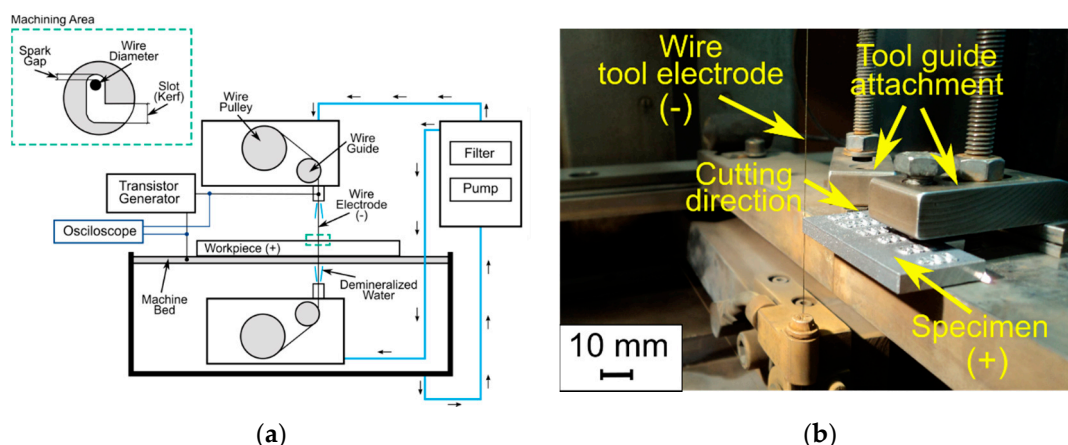 Machining Area
Spark
Gap
Wire
Diameter
Slot
(Kerf)
Wire
Pulley
Wire
Guide
Filter
Pump
Transistor
Generator
Osciloscope
Wire
Electrode
(-)
Workpiece (+)
Machine
Bed
Demineralized
Water
(a)
Wire
tool electrode
(-)
Tool guide
attachment
Cutting
direction
Specimen
(+)
10 mm
(b)